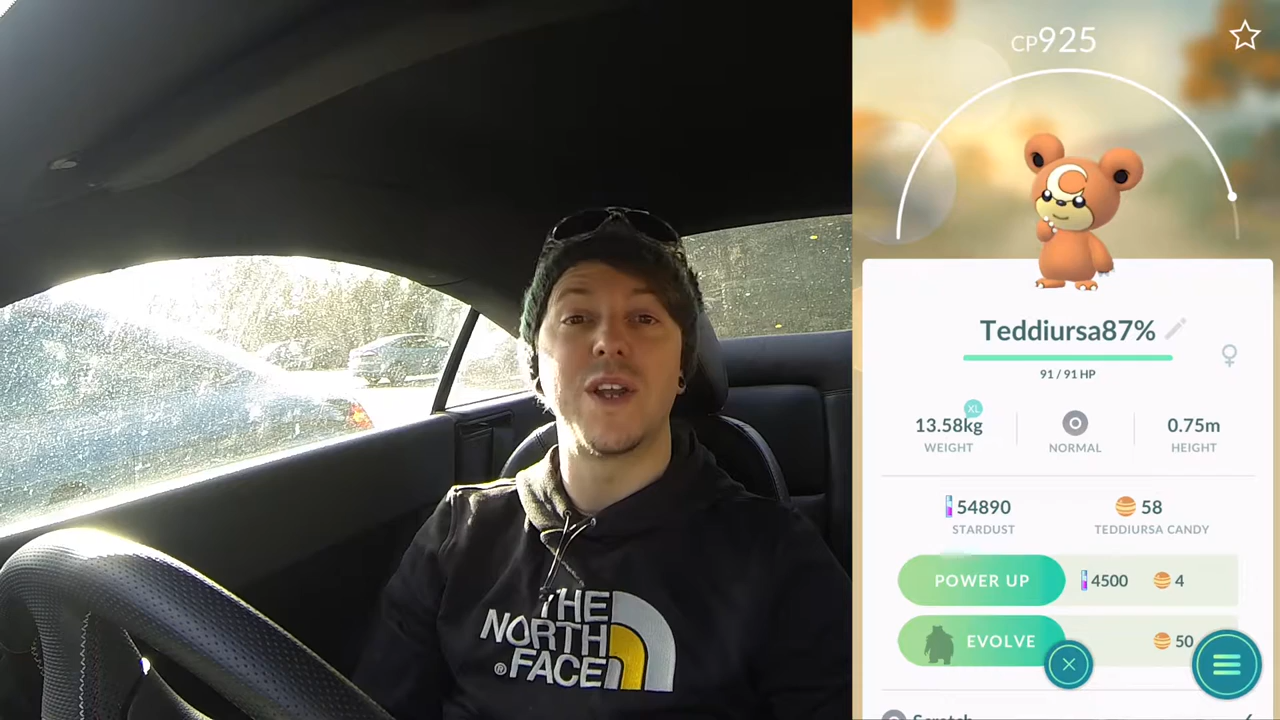 THE
NORTH
®FACE
CP925
Teddiursa87%
91 / 91 HP
XL
13.58kg
0.75m
WEIGHT
NORMAL
HEIGHT
54890
58
STARDUST
TEDDIURSA CANDY
POWER UP
4500
4
EVOLVE
50
Scratch